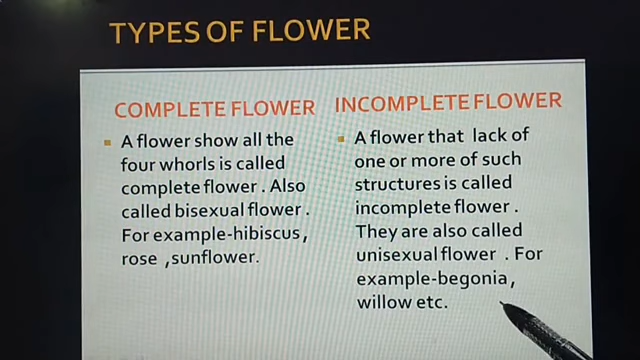 TYPES OF FLOWER
COMPLETE FLOWER
A flower show all the
four whorls is called
complete flower . Also
called bisexual flower .
For example-hibiscus,
rose ,sunflower.
INCOMPLETE FLOWER
A flower that lack of
one or more of such
structures is called
incomplete flower .
They are also called
unisexual flower . For
example-begonia,
willow etc.